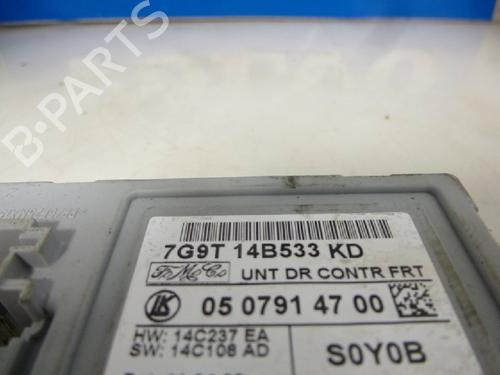 B-PARTS
7G9T 14B533 KD
FoMoCo UNT DR CONTR FRT
LK 05 0791 47 00
HW: 14C237 EA
SW: 14C108 AD
S0Y0B